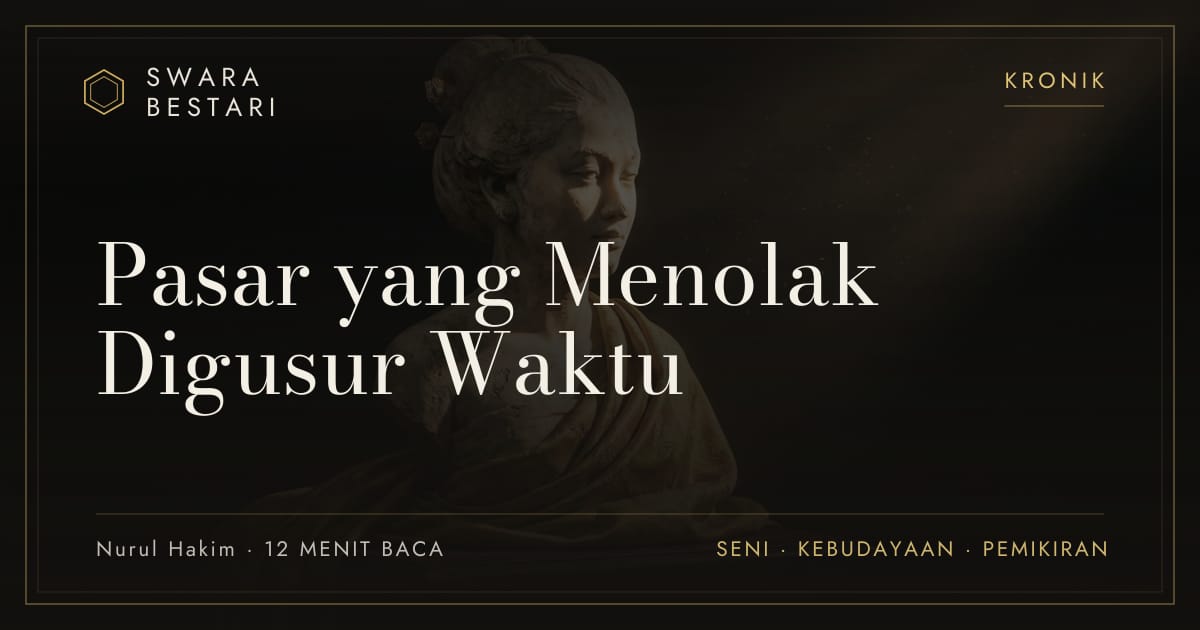 SWARA
BESTARI
KRONIK
Pasar yang Menolak
Digusur Waktu
Nurul Hakim · 12 MENIT BACA
SENI · KEBUDAYAAN · PEMIKIRAN